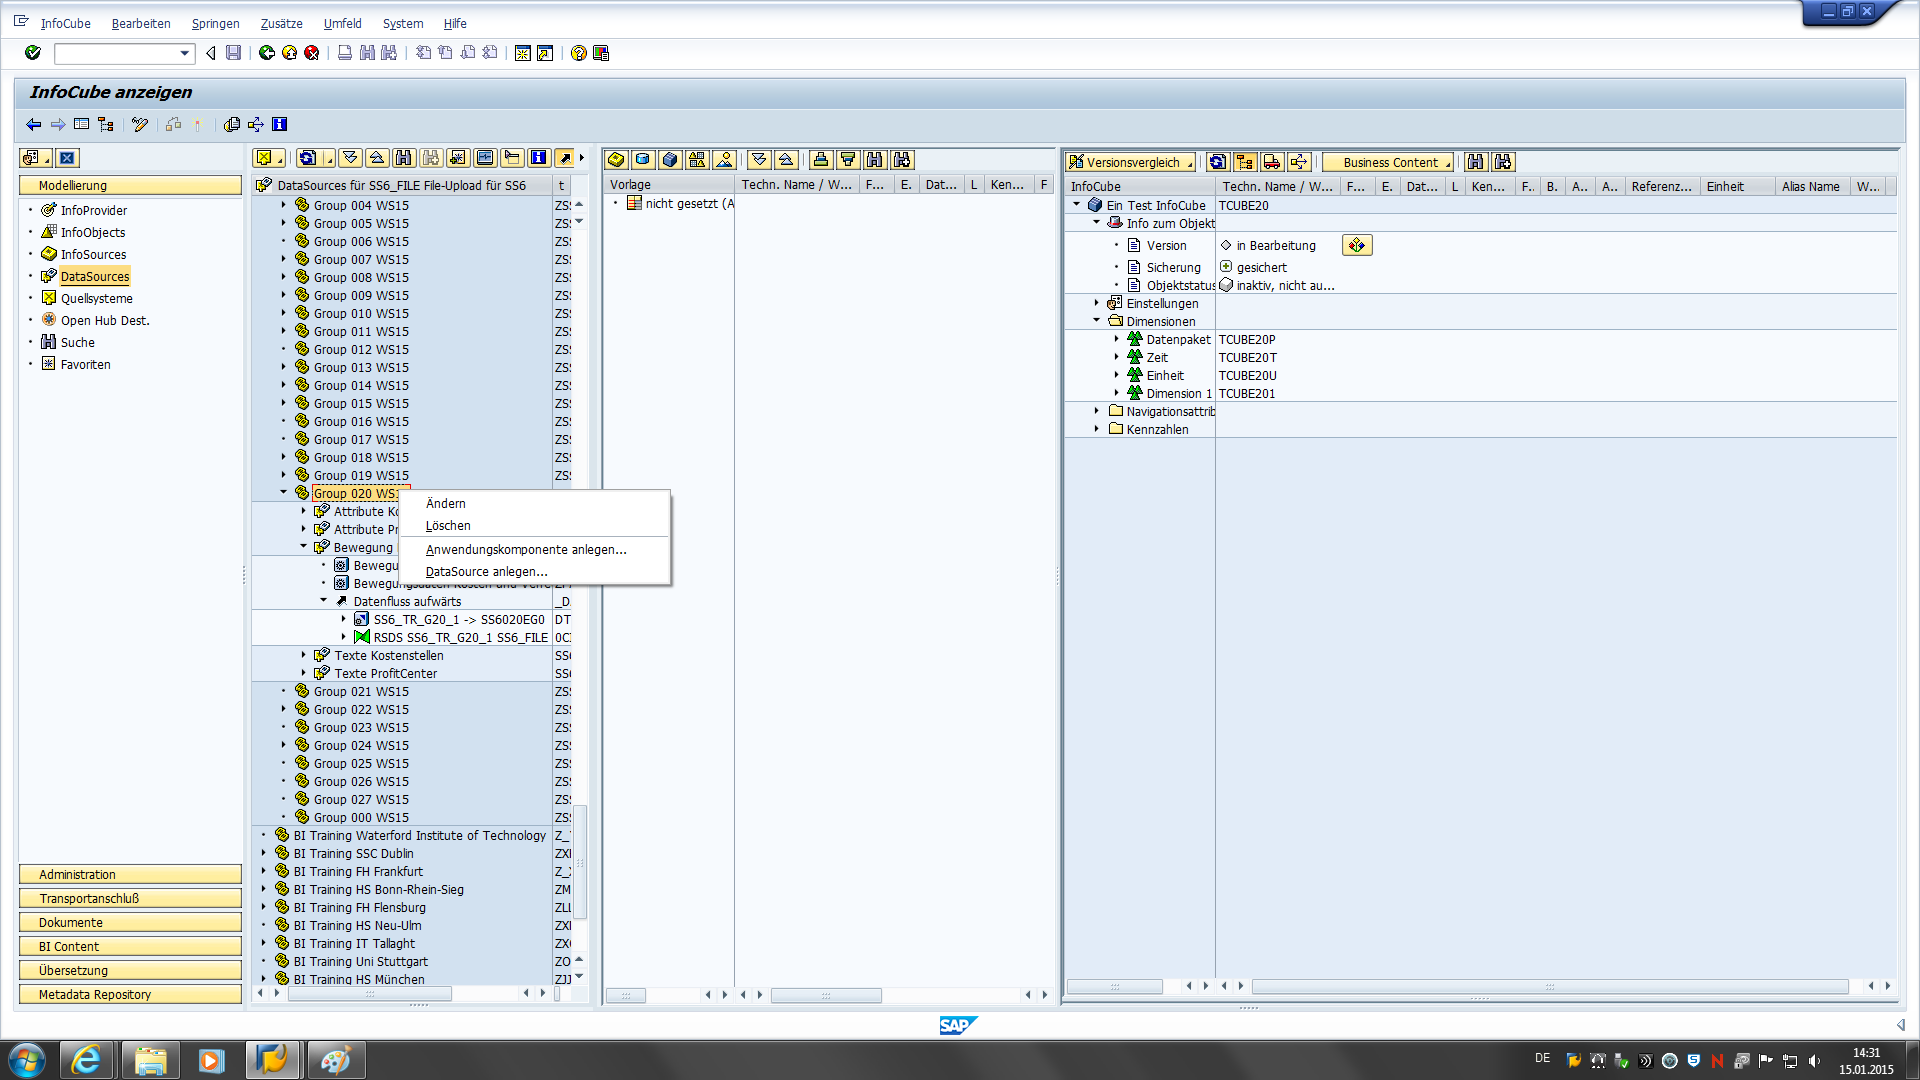 InfoCube Bearbeiten Springen Zusätze Umfeld System Hilfe
InfoCube anzeigen
Modellierung
InfoProvider
InfoObjects
InfoSources
DataSources
Quellsysteme
Open Hub Dest.
Suche
Favoriten
Administration
Transportanschluß
Dokumente
BI Content
Übersetzung
Metadata Repository
DataSources für SS6_FILE File-Upload für SS6 t
Group 004 WS15 ZS
Group 005 WS15 ZS
Group 006 WS15 ZS
Group 007 WS15 ZS
Group 008 WS15 ZS
Group 009 WS15 ZS
Group 010 WS15 ZS
Group 011 WS15 ZS
Group 012 WS15 ZS
Group 013 WS15 ZS
Group 014 WS15 ZS
Group 015 WS15 ZS
Group 016 WS15 ZS
Group 017 WS15 ZS
Group 018 WS15 ZS
Group 019 WS15 ZS
Group 020 WS
Attribute K
Attribute P
Bewegung
Bewegu
Bewegungsdaten Kosten und
Datenfluss aufwärts _D
SS6_TR_G20_1 -> SS6020EG0 DT
RSDS SS6_TR_G20_1 SS6_FILE 0C
Texte Kostenstellen SS
Texte ProfitCenter SS
Group 021 WS15 ZS
Group 022 WS15 ZS
Group 023 WS15 ZS
Group 024 WS15 ZS
Group 025 WS15 ZS
Group 026 WS15 ZS
Group 027 WS15 ZS
Group 000 WS15 ZS
BI Training Waterford Institute of Technology Z_
BI Training SSC Dublin ZX
BI Training FH Frankfurt Z_
BI Training HS Bonn-Rhein-Sieg ZM
BI Training FH Flensburg ZL
BI Training HS Neu-Ulm ZX
BI Training IT Tallaght ZX
BI Training Uni Stuttgart ZO
BI Training HS München ZJ
Ändern
Löschen
Anwendungskomponente anlegen...
DataSource anlegen...
Vorlage Techn. Name / W... F... E. Dat... L Ken... F
nicht gesetzt (A
Versionsvergleich Business Content
InfoCube Techn. Name / W... F... E. Dat... L Ken... F.. B. A.. A.. Referenz... Einheit Alias Name W...
Ein Test InfoCube TCUBE20
Info zum Objekt
Version in Bearbeitung
Sicherung gesichert
Objektstatus inaktiv, nicht au...
Einstellungen
Dimensionen
Datenpaket TCUBE20P
Zeit TCUBE20T
Einheit TCUBE20U
Dimension 1 TCUBE201
Navigationsattrib
Kennzahlen
SAP
DE
14:31
15.01.2015